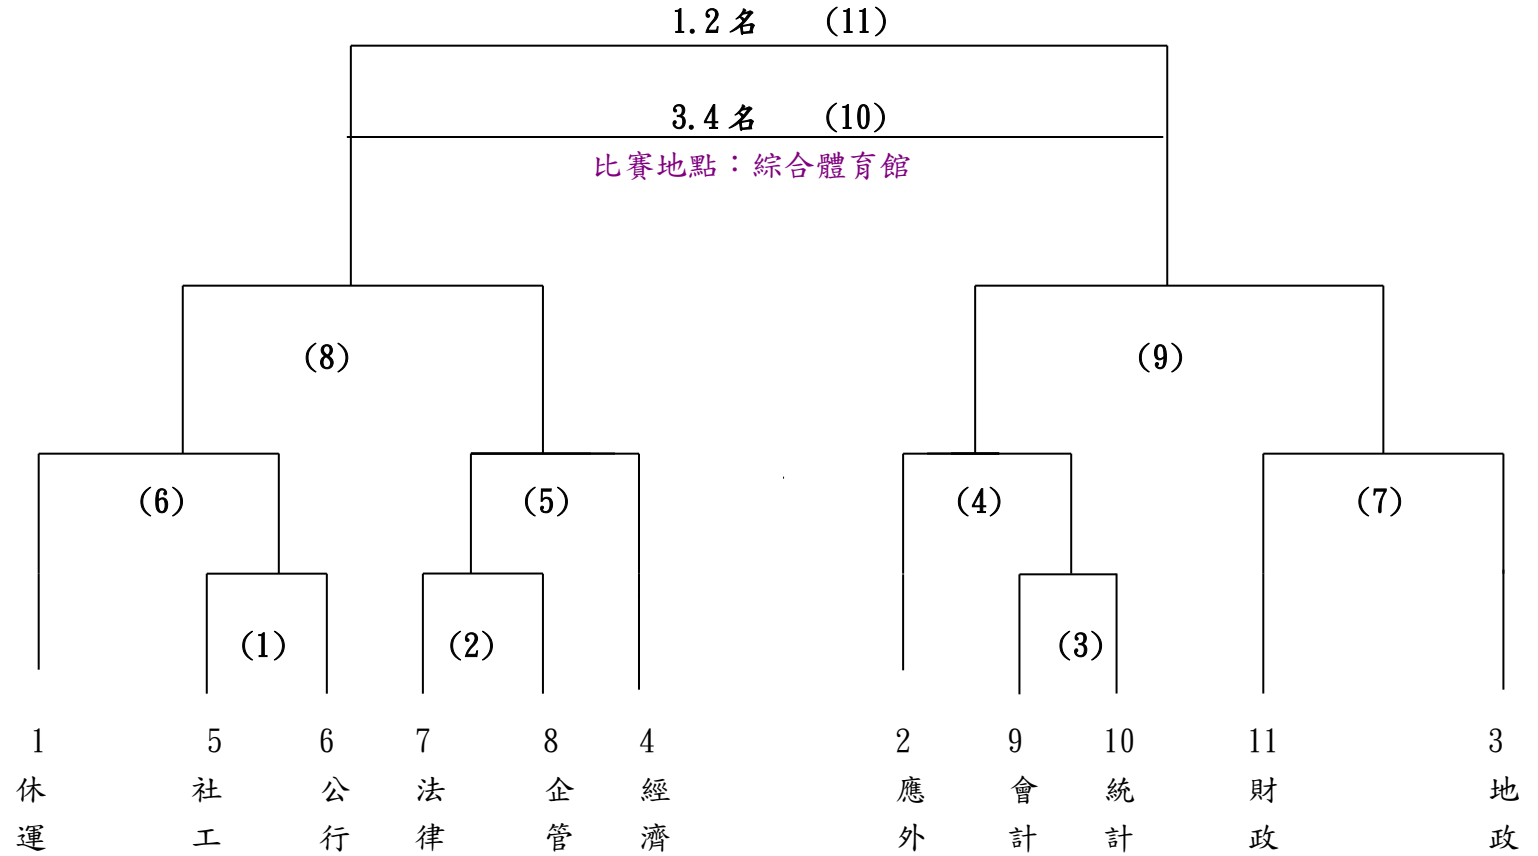 1.2名 (11)
3.4名 (10)
比賽地點：綜合體育館
(8) (9)
(6) (5) (4) (7)
(1) (2) (3)
1 5 6 7 8 4 2 9 10 11 3
休運 社工 公行 法律 企管 經濟 應外 會計 統計 財政 地政